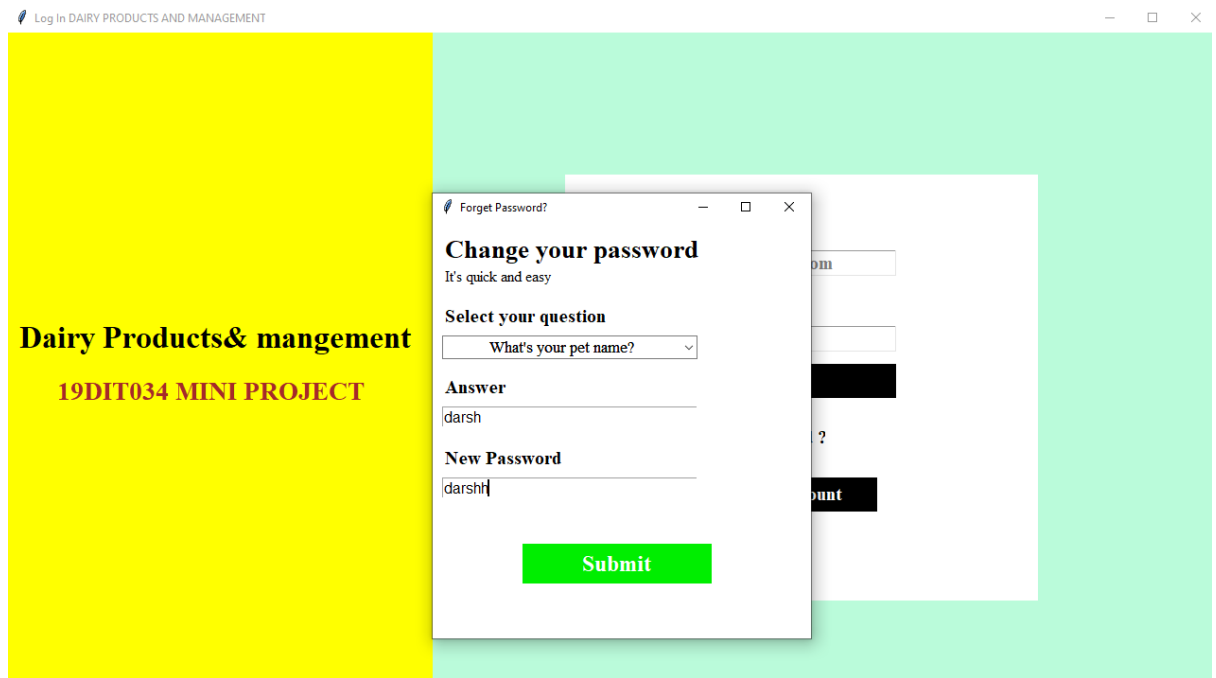 Log In DAIRY PRODUCTS AND MANAGEMENT
Dairy Products& mangement
19DIT034 MINI PROJECT
Forget Password?
Change your password
It's quick and easy
Select your question
What's your pet name?
Answer
darsh
New Password
darshh
Submit
om
?
ount